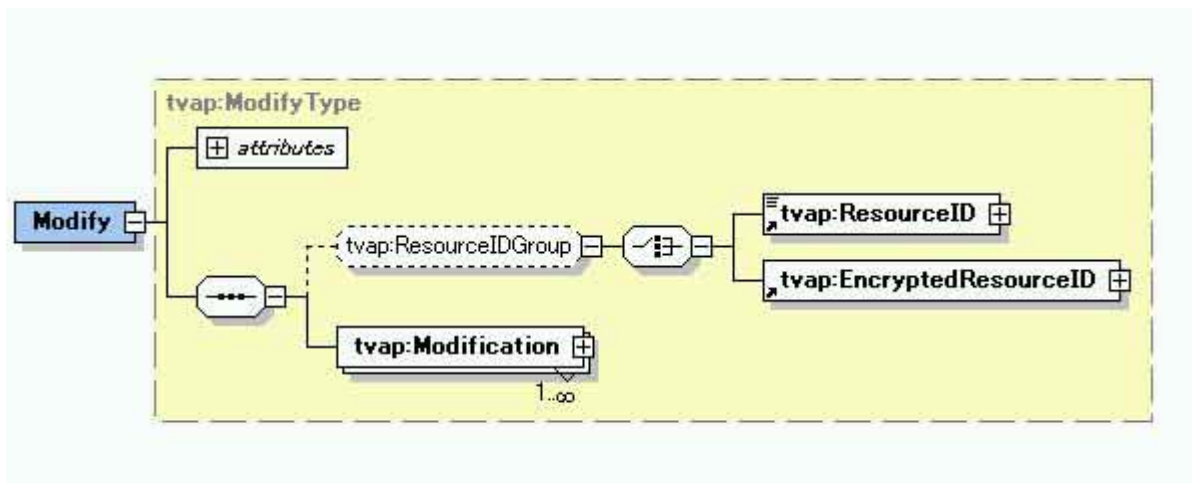 tvap:ModifyType
attributes
Modify
tvap:ResourceIDGroup
tvap:ResourceID
tvap:EncryptedResourceID
tvap:Modification
1..∞